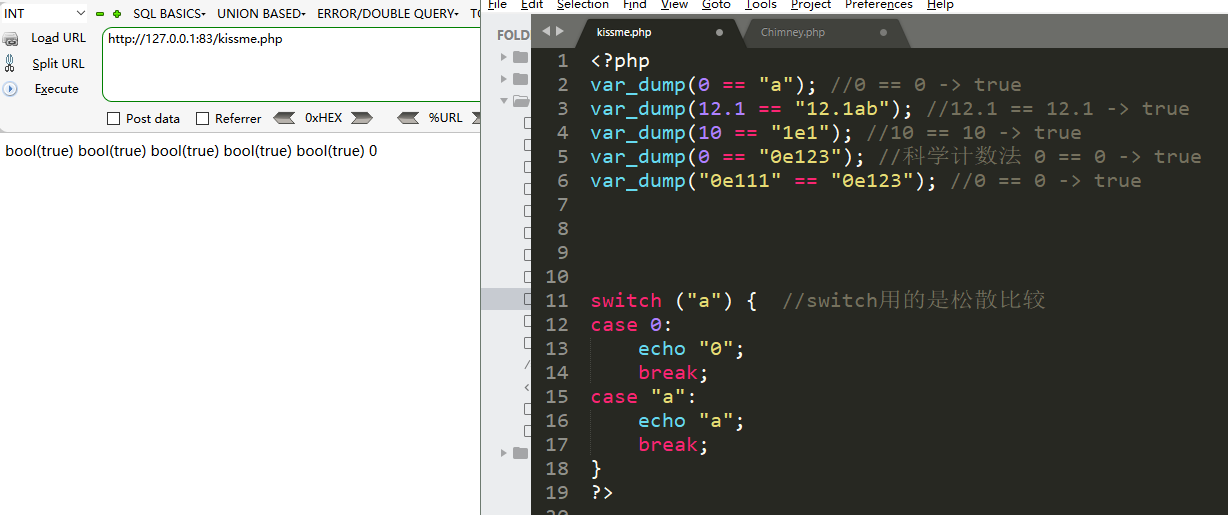 INT
SQL BASICS
UNION BASED
ERROR/DOUBLE QUERY
Load URL
http://127.0.0.1:83/kissme.php
Split URL
Execute
Post data
Referrer
0xHEX
%URL
bool(true) bool(true) bool(true) bool(true) bool(true) 0
File Edit Selection Find View Goto Tools Project Preferences Help
FOLD
kissme.php
Chimney.php
/
<
1 <?php
2 var_dump(0 == "a"); //0 == 0 -> true
3 var_dump(12.1 == "12.1ab"); //12.1 == 12.1 -> true
4 var_dump(10 == "1e1"); //10 == 10 -> true
5 var_dump(0 == "0e123"); //科学计数法 0 == 0 -> true
6 var_dump("0e111" == "0e123"); //0 == 0 -> true
7
8
9
10
11 switch ("a") {  //switch用的是松散比较
12 case 0:
13     echo "0";
14     break;
15 case "a":
16     echo "a";
17     break;
18 }
19 ?>